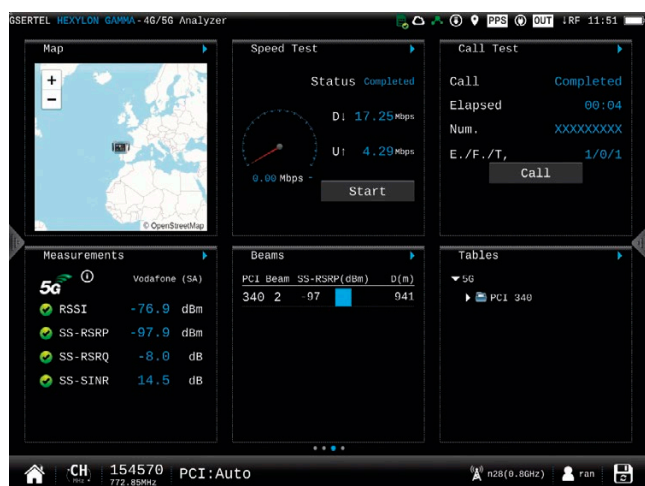 GSERTEL HEXYLON GAMMA-4G/5G Analyzer PPS OUT ↓RF 11:51
Map
+
−
© OpenStreetMap
Speed Test
Status Completed
D↓ 17.25 Mbps
U↑ 4.29 Mbps
0.00 Mbps -
Start
Call Test
Call Completed
Elapsed 00:04
Num. XXXXXXXXX
E./F./T, 1/0/1
Call
Measurements
5G Vodafone (SA)
RSSI -76.9 dBm
SS-RSRP -97.9 dBm
SS-RSRQ -8.0 dB
SS-SINR 14.5 dB
Beams
PCI Beam SS-RSRP(dBm) D(m)
340 2 -97 941
Tables
5G
PCI 340
CH MHz 154570 PCI:Auto n28(0.8GHz) ran
772.85MHz